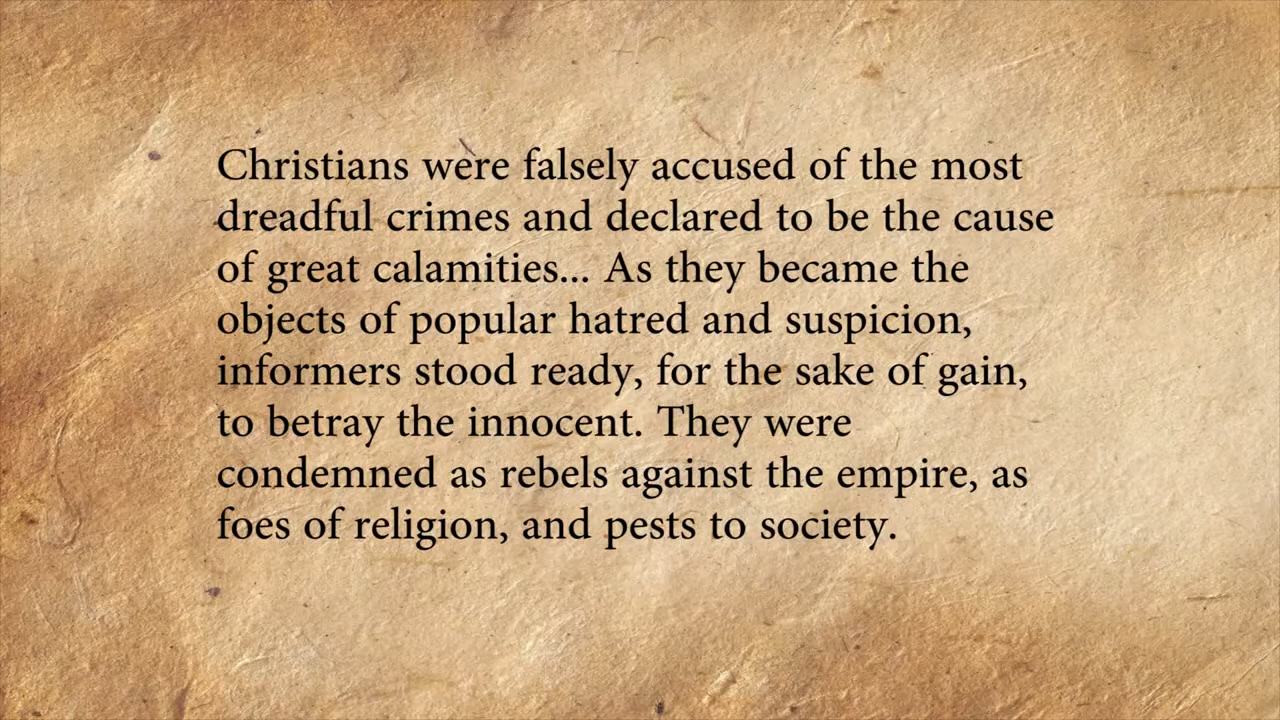 Christians were falsely accused of the most
dreadful crimes and declared to be the cause
of great calamities... As they became the
objects of popular hatred and suspicion,
informers stood ready, for the sake of gain,
to betray the innocent. They were
condemned as rebels against the empire, as
foes of religion, and pests to society.